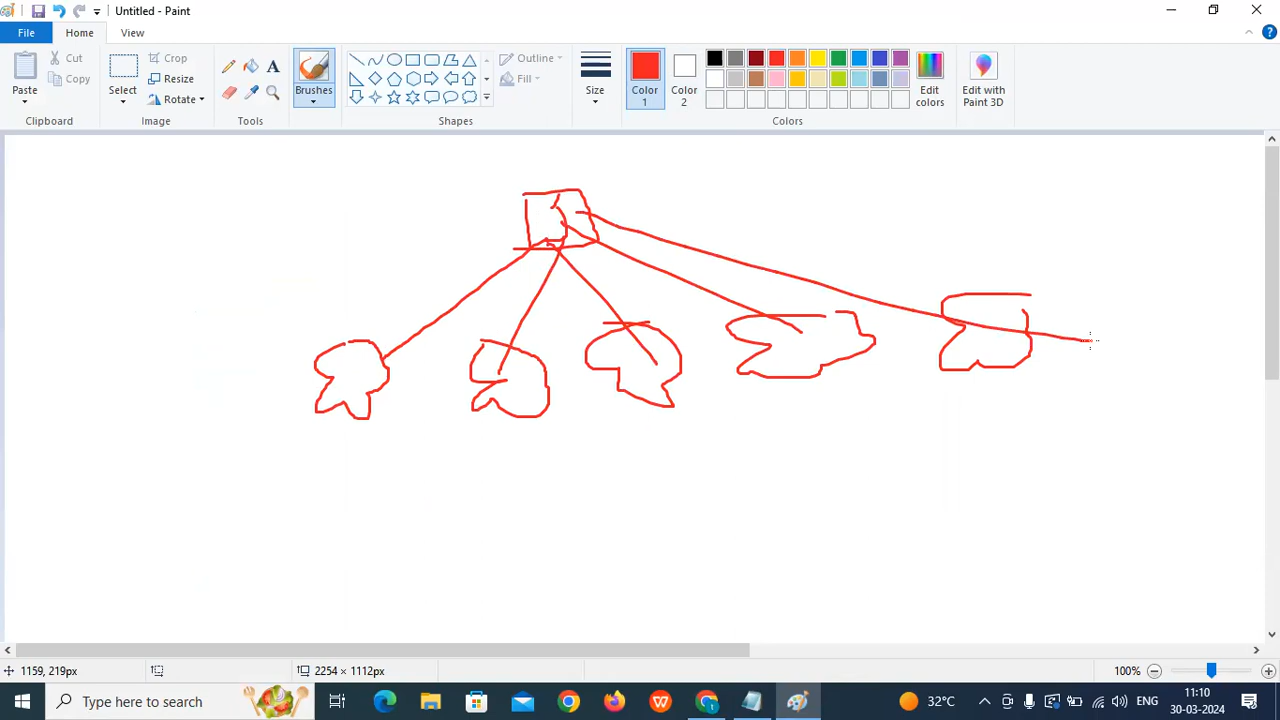 Untitled - Paint
File
Home
View
Paste
Cut
Copy
Clipboard
Select
Crop
Resize
Rotate
Image
A
Tools
Brushes
Outline
Fill
Shapes
Size
Color 1
Color 2
Edit colors
Colors
Edit with Paint 3D
1159, 219px
2254 × 1112px
100%
Type here to search
32°C
ENG
11:10
30-03-2024